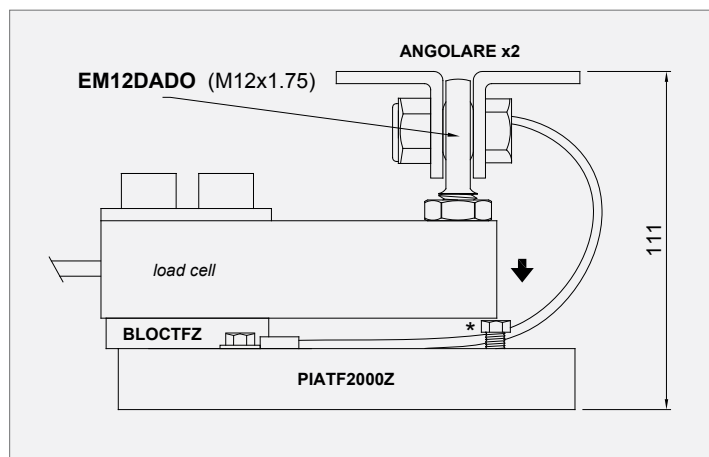 ANGOLARE x2
EM12DADO (M12x1.75)
111
load cell
*
BLOCTFZ
PIATF2000Z